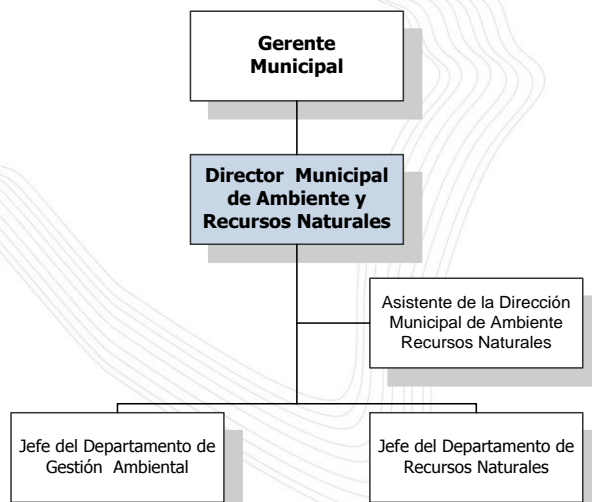 Gerente
Municipal
Director Municipal
de Ambiente y
Recursos Naturales
Asistente de la Dirección
Municipal de Ambiente
Recursos Naturales
Jefe del Departamento de
Gestión Ambiental
Jefe del Departamento de
Recursos Naturales